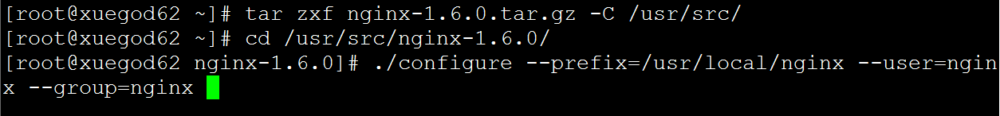 [root@xuegod62 ~]# tar zxf nginx-1.6.0.tar.gz -C /usr/src/
[root@xuegod62 ~]# cd /usr/src/nginx-1.6.0/
[root@xuegod62 nginx-1.6.0]# ./configure --prefix=/usr/local/nginx --user=ngin
x --group=nginx